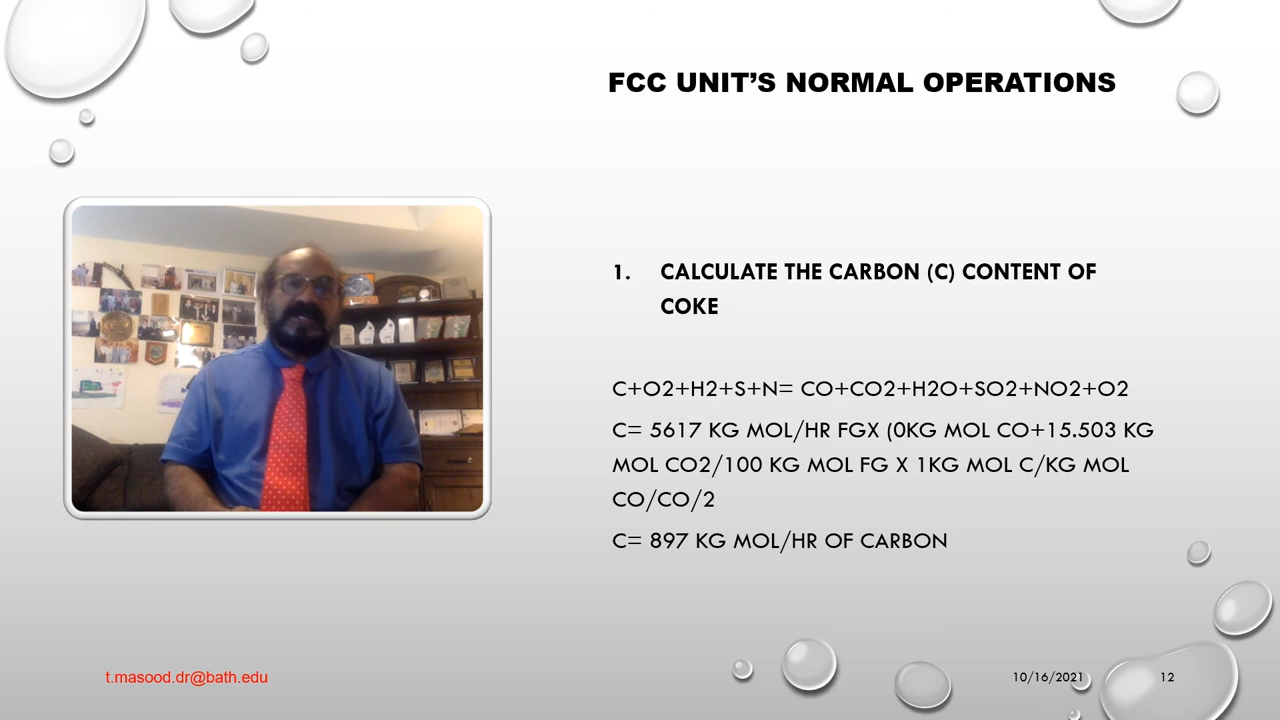 FCC UNIT’S NORMAL OPERATIONS
1. CALCULATE THE CARBON (C) CONTENT OF
COKE
C+O2+H2+S+N= CO+CO2+H2O+SO2+NO2+O2
C= 5617 KG MOL/HR FGX (0KG MOL CO+15.503 KG
MOL CO2/100 KG MOL FG X 1KG MOL C/KG MOL
CO/CO/2
C= 897 KG MOL/HR OF CARBON
t.masood.dr@bath.edu
10/16/2021
12